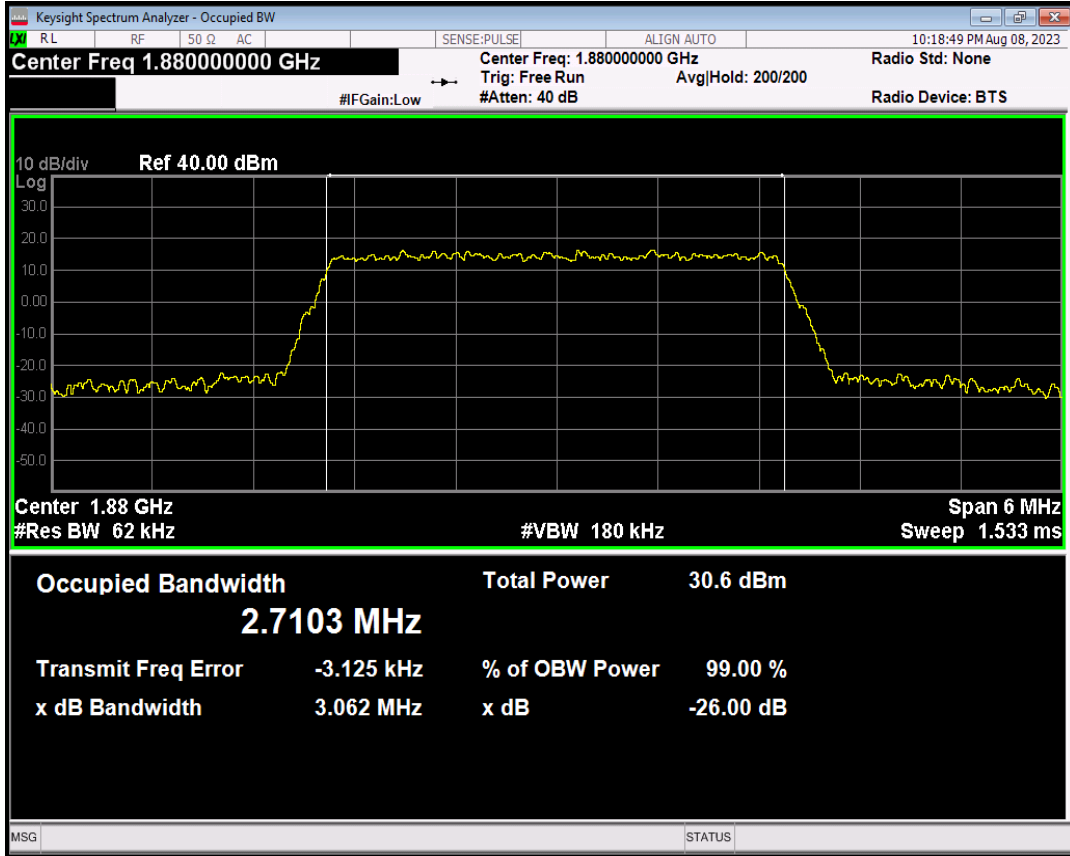 Keysight Spectrum Analyzer - Occupied BW
LXI RL RF 50 Ω AC SENSE:PULSE ALIGN AUTO 10:18:49 PM Aug 08, 2023
Center Freq 1.880000000 GHz Center Freq: 1.880000000 GHz Radio Std: None
Trig: Free Run Avg|Hold: 200/200
#IFGain:Low #Atten: 40 dB Radio Device: BTS
10 dB/div Ref 40.00 dBm
Log
30.0
20.0
10.0
0.00
-10.0
-20.0
-30.0
-40.0
-50.0
Center 1.88 GHz Span 6 MHz
#Res BW 62 kHz #VBW 180 kHz Sweep 1.533 ms
Occupied Bandwidth Total Power 30.6 dBm
2.7103 MHz
Transmit Freq Error -3.125 kHz % of OBW Power 99.00 %
x dB Bandwidth 3.062 MHz x dB -26.00 dB
MSG STATUS